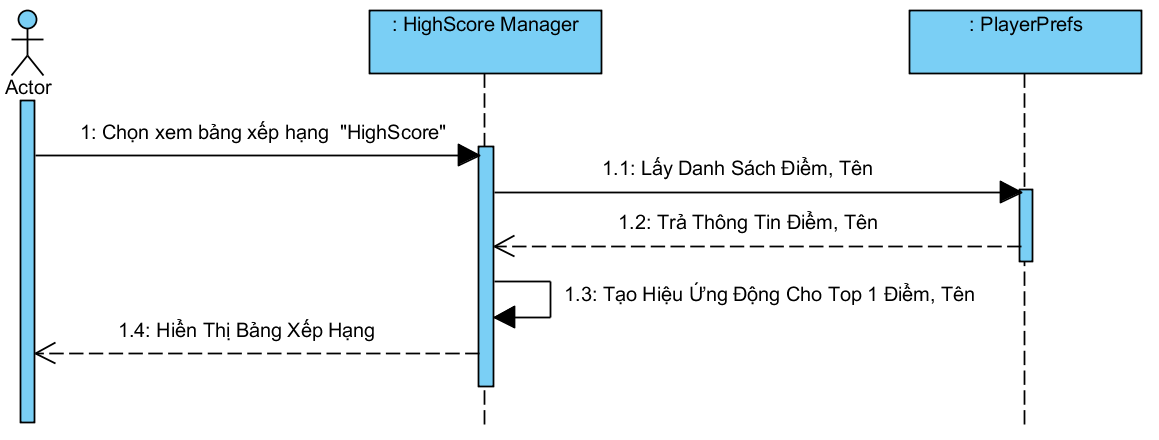 : HighScore Manager
: PlayerPrefs
Actor
1: Chọn xem bảng xếp hạng "HighScore"
1.1: Lấy Danh Sách Điểm, Tên
1.2: Trả Thông Tin Điểm, Tên
1.3: Tạo Hiệu Ứng Động Cho Top 1 Điểm, Tên
1.4: Hiển Thị Bảng Xếp Hạng